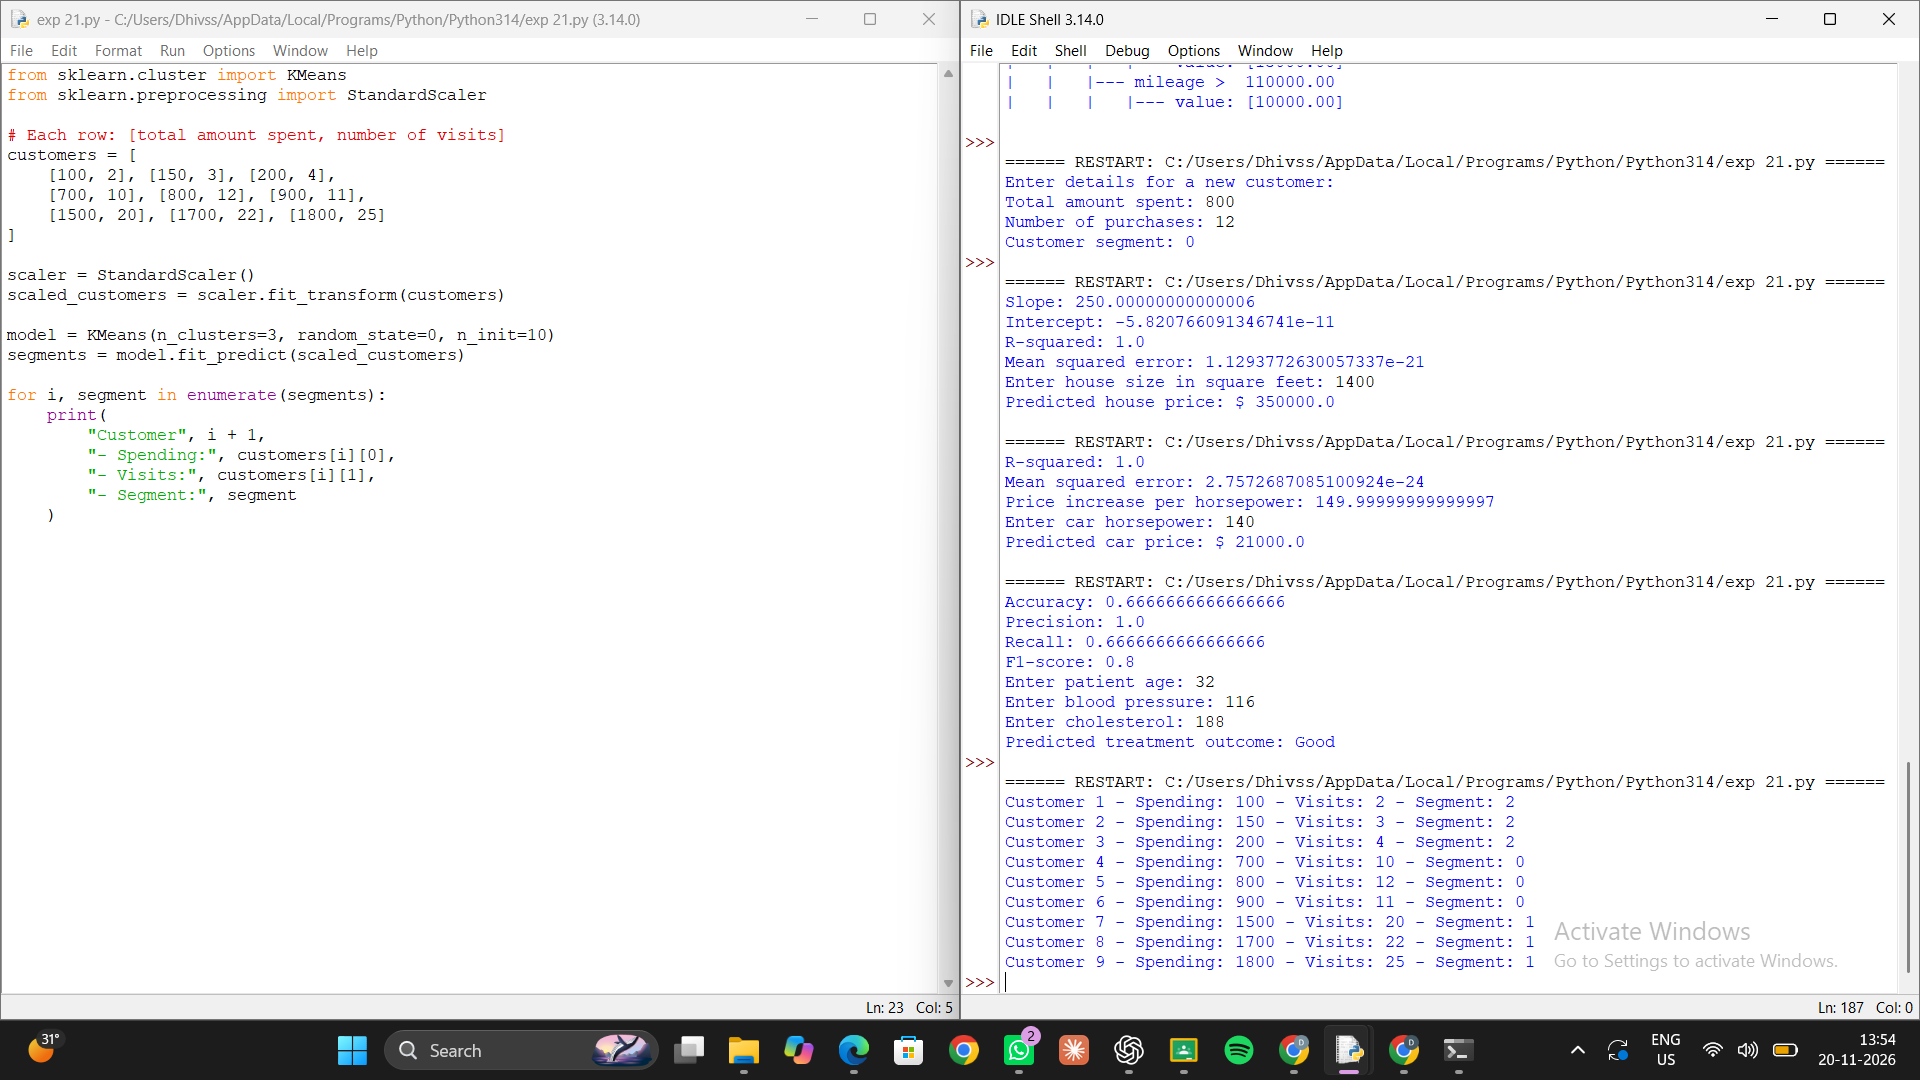 exp 21.py - C:/Users/Dhivss/AppData/Local/Programs/Python/Python314/exp 21.py (3.14.0)
File Edit Format Run Options Window Help
from sklearn.cluster import KMeans
from sklearn.preprocessing import StandardScaler
# Each row: [total amount spent, number of visits]
customers = [
    [100, 2], [150, 3], [200, 4],
    [700, 10], [800, 12], [900, 11],
    [1500, 20], [1700, 22], [1800, 25]
]
scaler = StandardScaler()
scaled_customers = scaler.fit_transform(customers)
model = KMeans(n_clusters=3, random_state=0, n_init=10)
segments = model.fit_predict(scaled_customers)
for i, segment in enumerate(segments):
    print(
        "Customer", i + 1,
        "- Spending:", customers[i][0],
        "- Visits:", customers[i][1],
        "- Segment:", segment
    )
Ln: 23 Col: 5
IDLE Shell 3.14.0
File Edit Shell Debug Options Window Help
|   |   |   |--- value: [15000.00]
|   |   |--- mileage >  110000.00
|   |   |   |--- value: [10000.00]
>>>
====== RESTART: C:/Users/Dhivss/AppData/Local/Programs/Python/Python314/exp 21.py ======
Enter details for a new customer:
Total amount spent: 800
Number of purchases: 12
Customer segment: 0
>>>
====== RESTART: C:/Users/Dhivss/AppData/Local/Programs/Python/Python314/exp 21.py ======
Slope: 250.00000000000006
Intercept: -5.820766091346741e-11
R-squared: 1.0
Mean squared error: 1.1293772630057337e-21
Enter house size in square feet: 1400
Predicted house price: $ 350000.0
====== RESTART: C:/Users/Dhivss/AppData/Local/Programs/Python/Python314/exp 21.py ======
R-squared: 1.0
Mean squared error: 2.7572687085100924e-24
Price increase per horsepower: 149.99999999999997
Enter car horsepower: 140
Predicted car price: $ 21000.0
====== RESTART: C:/Users/Dhivss/AppData/Local/Programs/Python/Python314/exp 21.py ======
Accuracy: 0.6666666666666666
Precision: 1.0
Recall: 0.6666666666666666
F1-score: 0.8
Enter patient age: 32
Enter blood pressure: 116
Enter cholesterol: 188
Predicted treatment outcome: Good
>>>
====== RESTART: C:/Users/Dhivss/AppData/Local/Programs/Python/Python314/exp 21.py ======
Customer 1 - Spending: 100 - Visits: 2 - Segment: 2
Customer 2 - Spending: 150 - Visits: 3 - Segment: 2
Customer 3 - Spending: 200 - Visits: 4 - Segment: 2
Customer 4 - Spending: 700 - Visits: 10 - Segment: 0
Customer 5 - Spending: 800 - Visits: 12 - Segment: 0
Customer 6 - Spending: 900 - Visits: 11 - Segment: 0
Customer 7 - Spending: 1500 - Visits: 20 - Segment: 1
Customer 8 - Spending: 1700 - Visits: 22 - Segment: 1
Customer 9 - Spending: 1800 - Visits: 25 - Segment: 1
>>>
Activate Windows
Go to Settings to activate Windows.
Ln: 187 Col: 0
31°
Search
2
D
D
ENG
US
13:54
20-11-2026